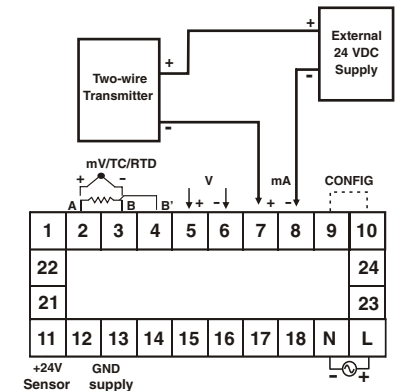 +
External
24 VDC
Supply
-
Two-wire
Transmitter
+
-
mV/TC/RTD
+ -
A B B'
V
+ -
mA
+ -
CONFIG
1 2 3 4 5 6 7 8 9 10
22 24
21 23
11 12 13 14 15 16 17 18 N L
+24V GND
Sensor supply
- +